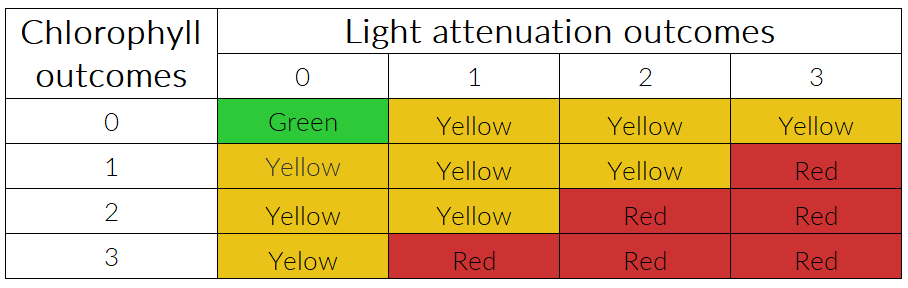 Chlorophyll outcomes Light attenuation outcomes
0 1 2 3
0 Green Yellow Yellow Yellow
1 Yellow Yellow Yellow Red
2 Yellow Yellow Red Red
3 Yelow Red Red Red